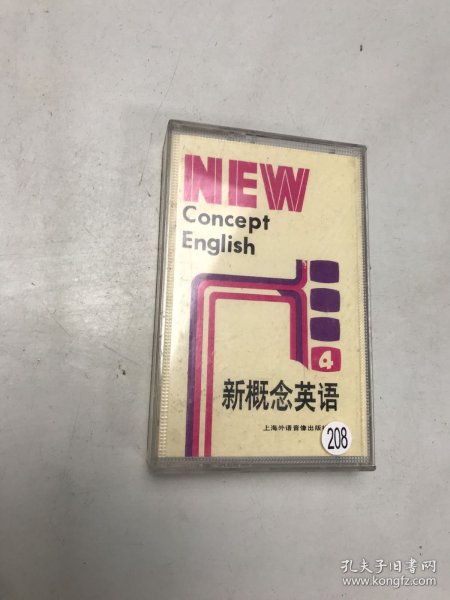 NEW
Concept
English
4
新概念英语
上海外语音像出版
208
孔夫子旧书网
www.kongfz.com